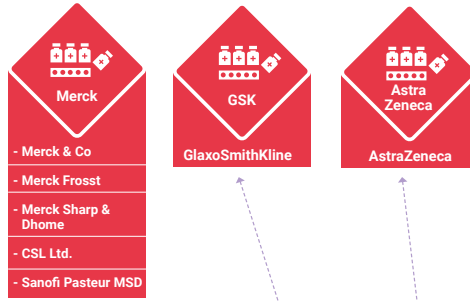 Merck
- Merck & Co
- Merck Frosst
- Merck Sharp &
Dhome
- CSL Ltd.
- Sanofi Pasteur MSD
GSK
GlaxoSmithKline
Astra
Zeneca
AstraZeneca